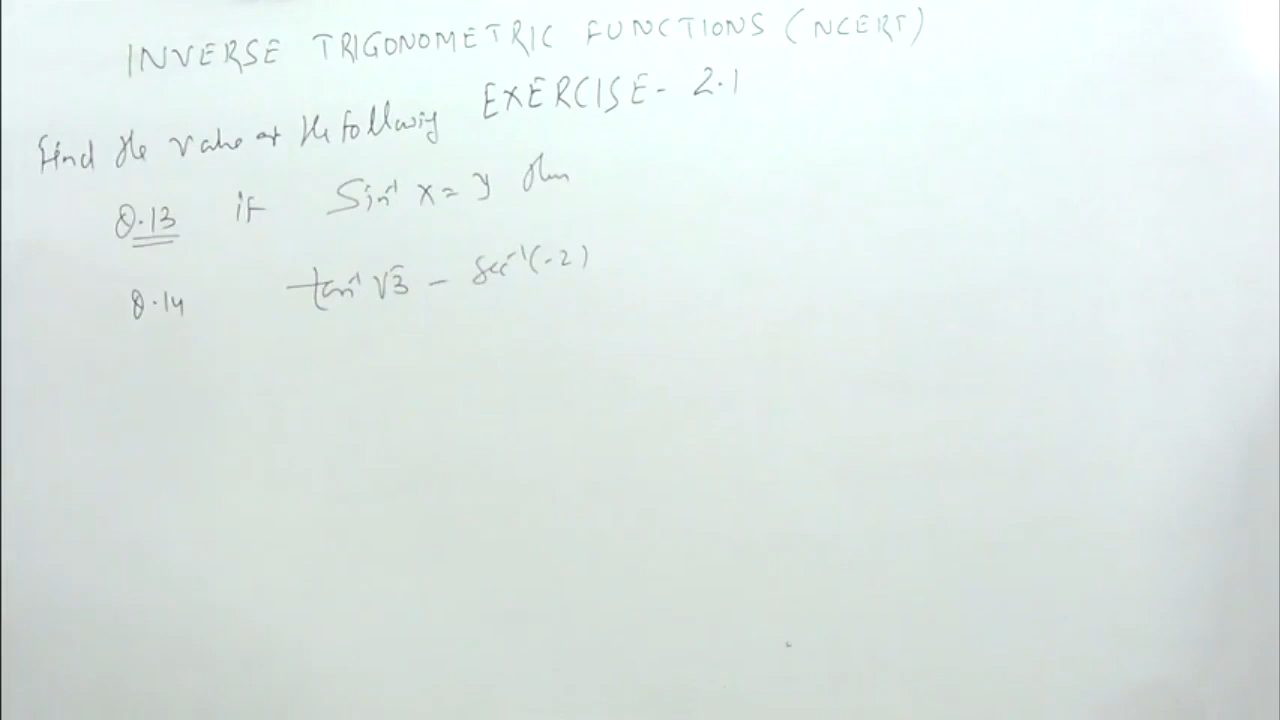 INVERSE TRIGONOMETRIC FUNCTIONS (NCERT)
EXERCISE- 2.1
Find the value of the following
Q.13 if Sin⁻¹ x = y then
Q.14 tan⁻¹ √3 - sec⁻¹(-2)